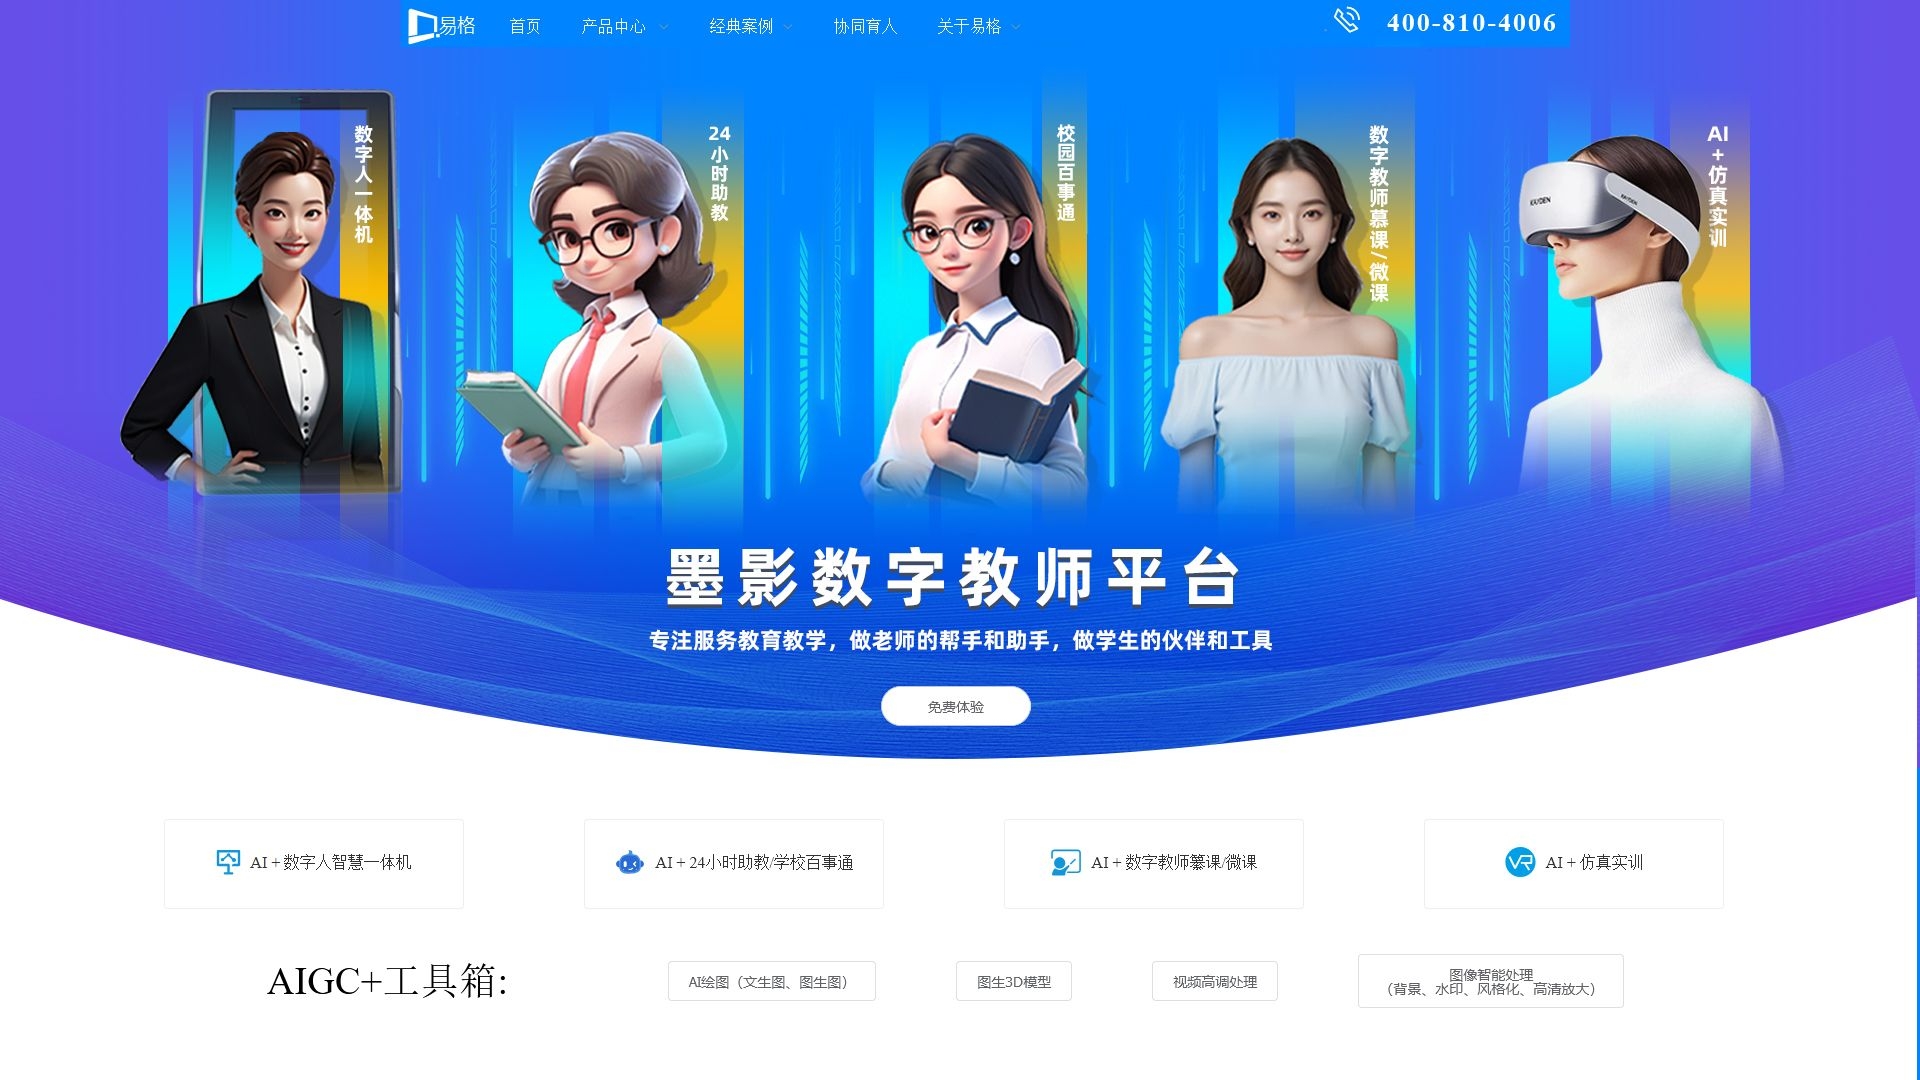 易格
首页
产品中心
经典案例
协同育人
关于易格
400-810-4006
数字人一体机
24小时助教
校园百事通
数字教师慕课/微课
AI+仿真实训
墨影数字教师平台
专注服务教育教学，做老师的帮手和助手，做学生的伙伴和工具
免费体验
AI + 数字人智慧一体机
AI + 24小时助教/学校百事通
AI + 数字教师纂课/微课
AI + 仿真实训
AIGC+工具箱:
AI绘图（文生图、图生图）
图生3D模型
视频高调处理
图像智能处理
（背景、水印、风格化、高清放大）